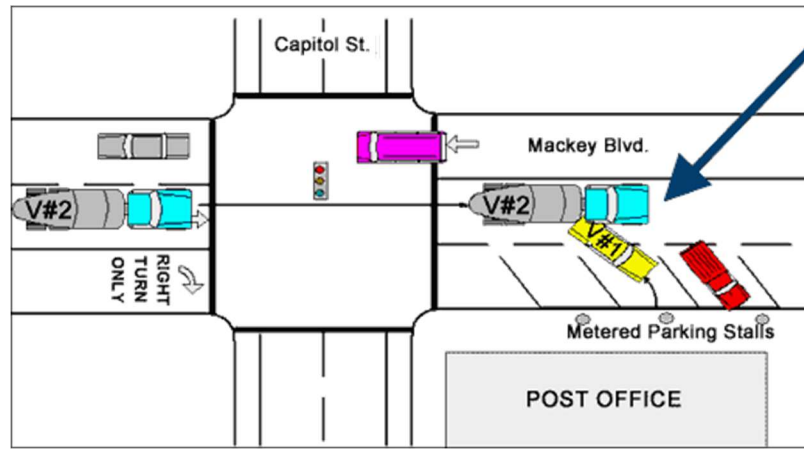 Capitol St.
Mackey Blvd.
V#2
V#2
V#1
RIGHT
TURN
ONLY
Metered Parking Stalls
POST OFFICE